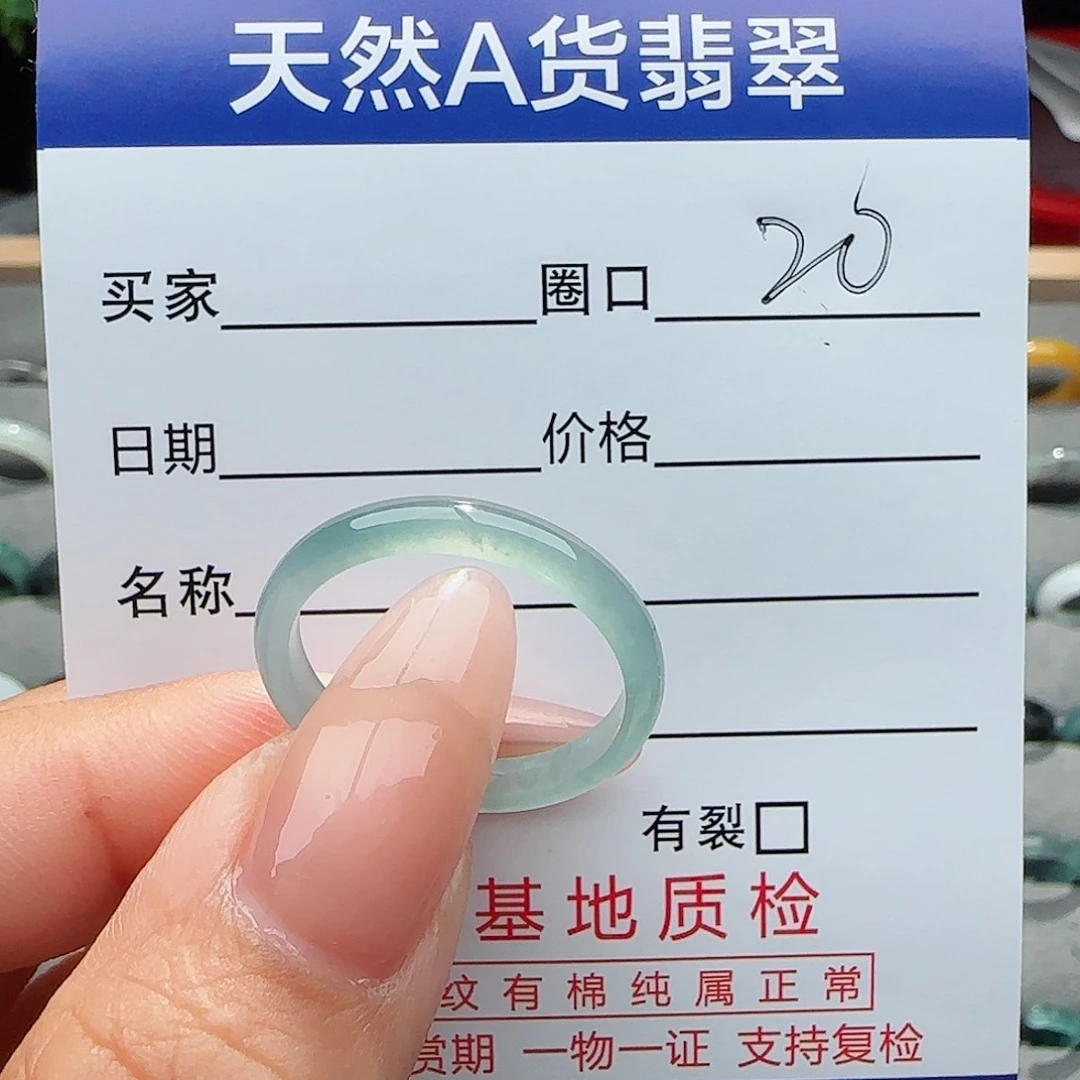 天然A货翡翠
买家 圈口 20
日期 价格
名称
有裂
基地质检
纹有棉纯属正常
赏期 一物一证 支持复检